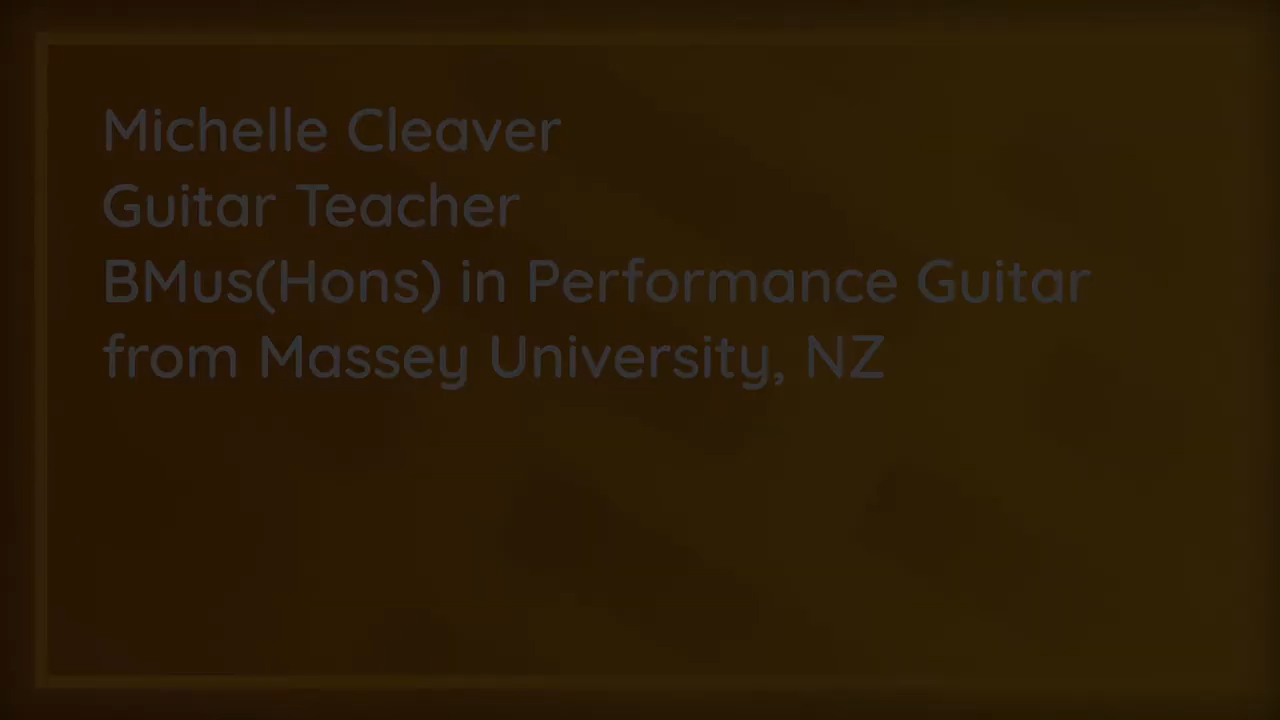 Michelle Cleaver
Guitar Teacher
BMus(Hons) in Performance Guitar
from Massey University, NZ